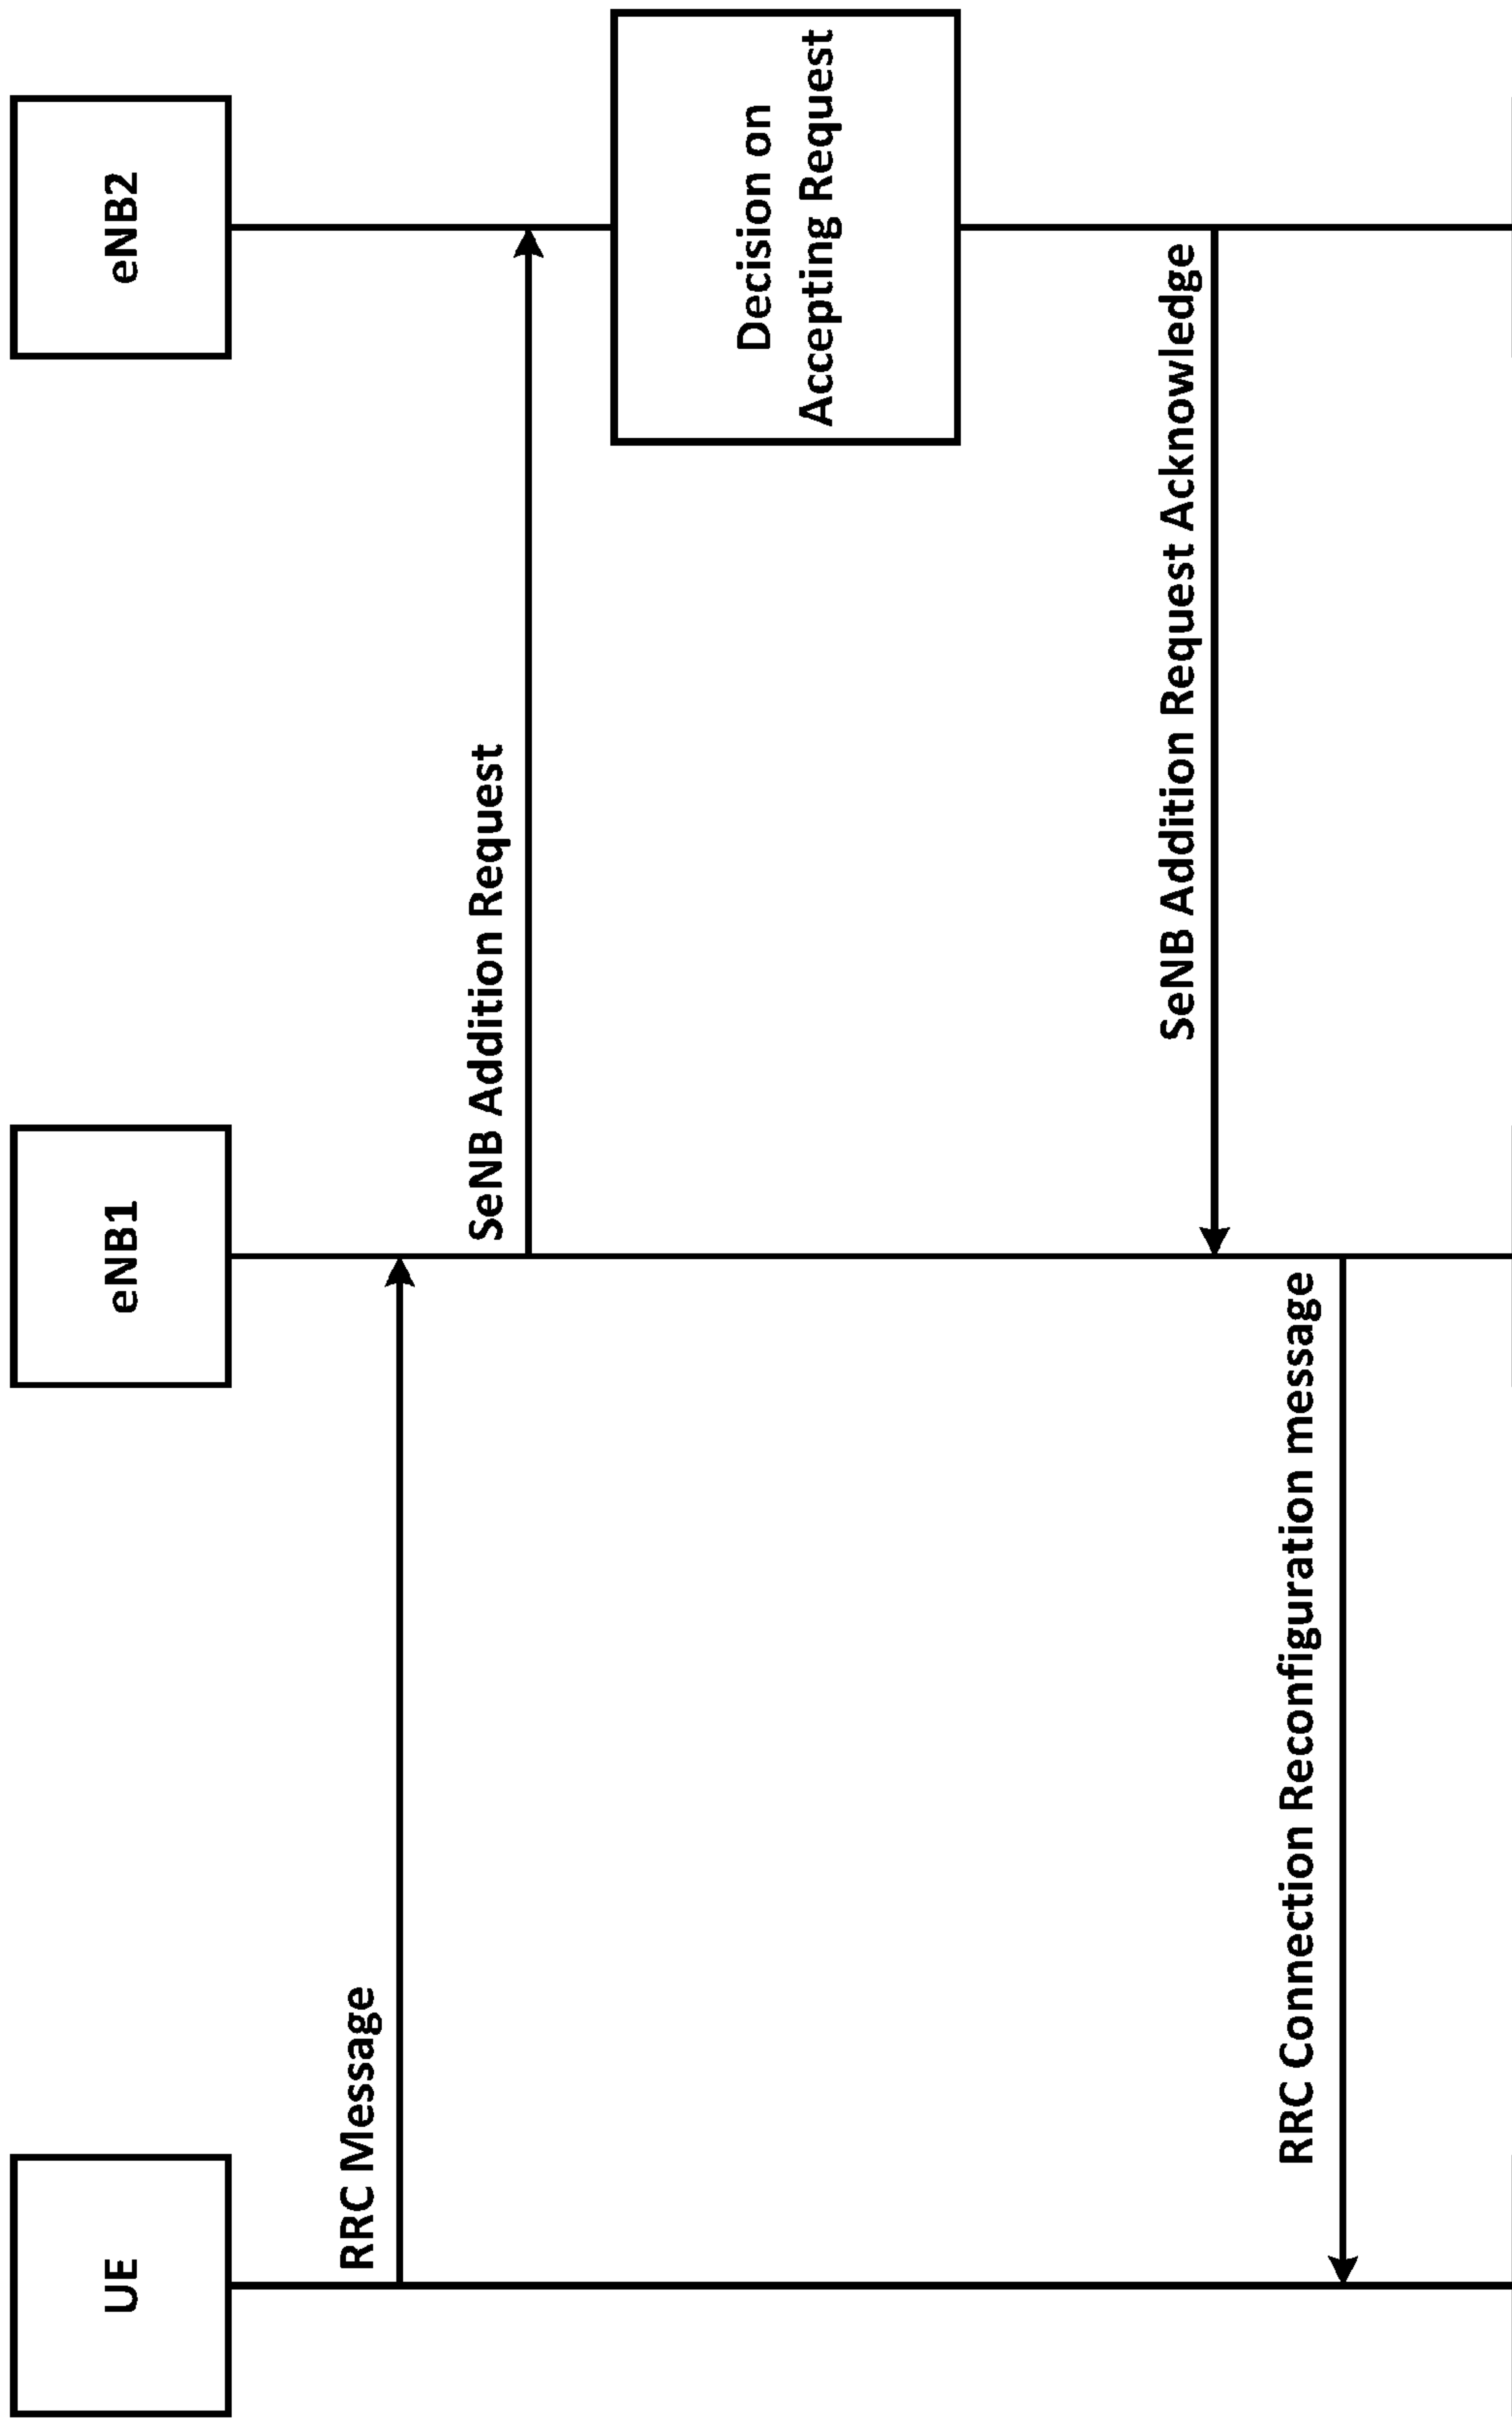 UE
eNB1
eNB2
RRC Message
SeNB Addition Request
Decision on
Accepting Request
SeNB Addition Request Acknowledge
RRC Connection Reconfiguration message